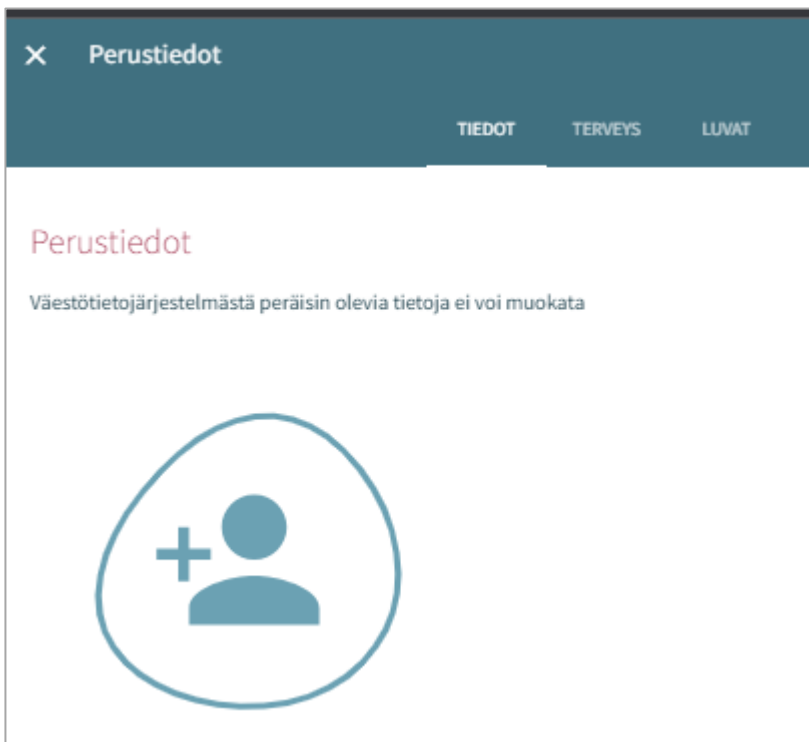 Perustiedot
TIEDOT TERVEYS LUVAT
Perustiedot
Väestötietojärjestelmästä peräisin olevia tietoja ei voi muokata